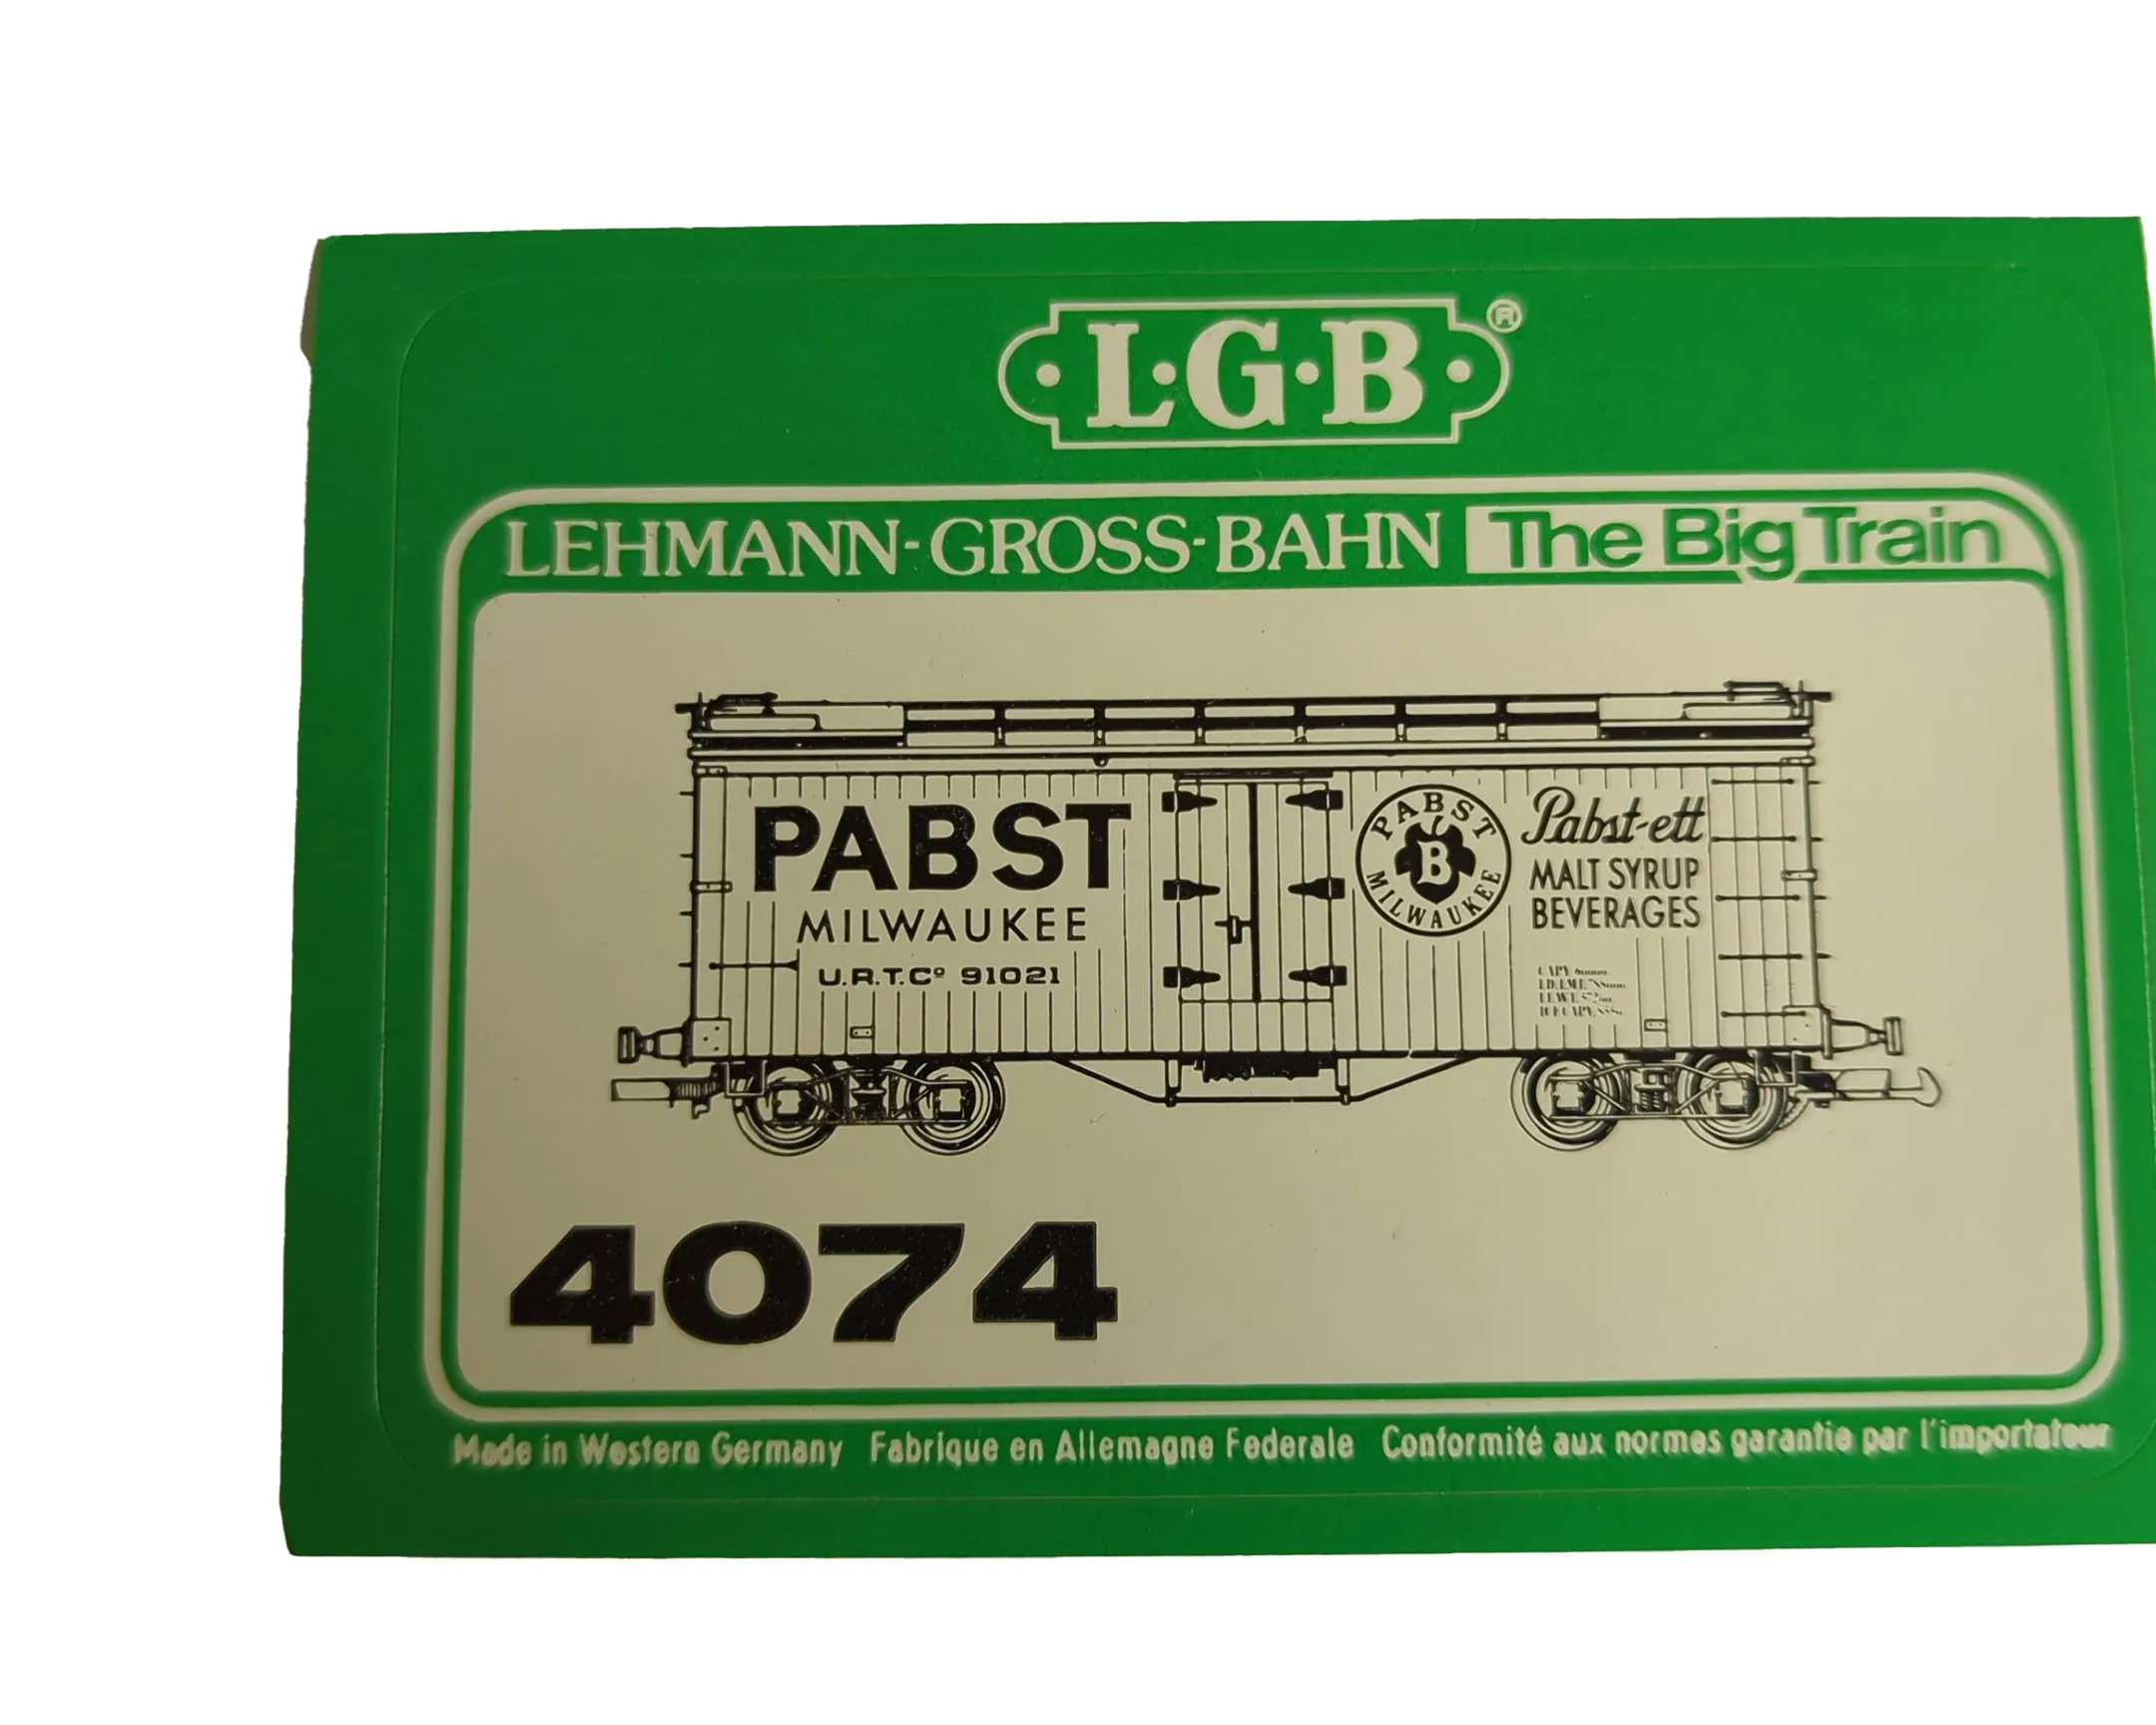 L·G·B®
LEHMANN-GROSS-BAHN The Big Train
PABST
MILWAUKEE
U.R.T.Cº 91021
PABST
B
MILWAUKEE
Pabst-ett
MALT SYRUP
BEVERAGES
4074
Made in Western Germany Fabrique en Allemagne Federale Conformité aux normes garantie par l'importateur